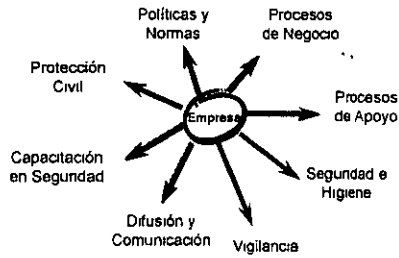 Políticas y
Normas
Procesos
de Negocio
Protección
Civil
Empresa
Procesos
de Apoyo
Capacitación
en Seguridad
Seguridad e
Higiene
Difusión y
Comunicación
Vigilancia